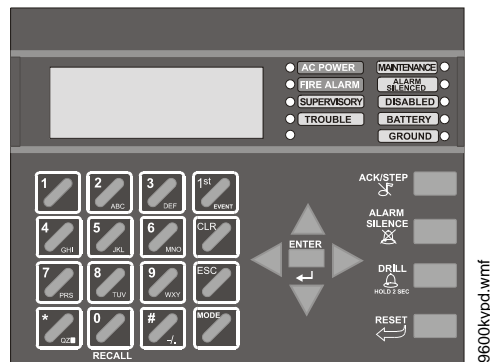 AC POWER
FIRE ALARM
SUPERVISORY
TROUBLE
MAINTENANCE
ALARM
SILENCED
DISABLED
BATTERY
GROUND
1
2 ABC
3 DEF
1st EVENT
4 GHI
5 JKL
6 MNO
CLR
7 PRS
8 TUV
9 WXY
ESC
* QZ
0
# -/.
MODE
RECALL
ENTER
ACK/STEP
ALARM
SILENCE
DRILL
HOLD 2 SEC
RESET
9600kypd.wmf